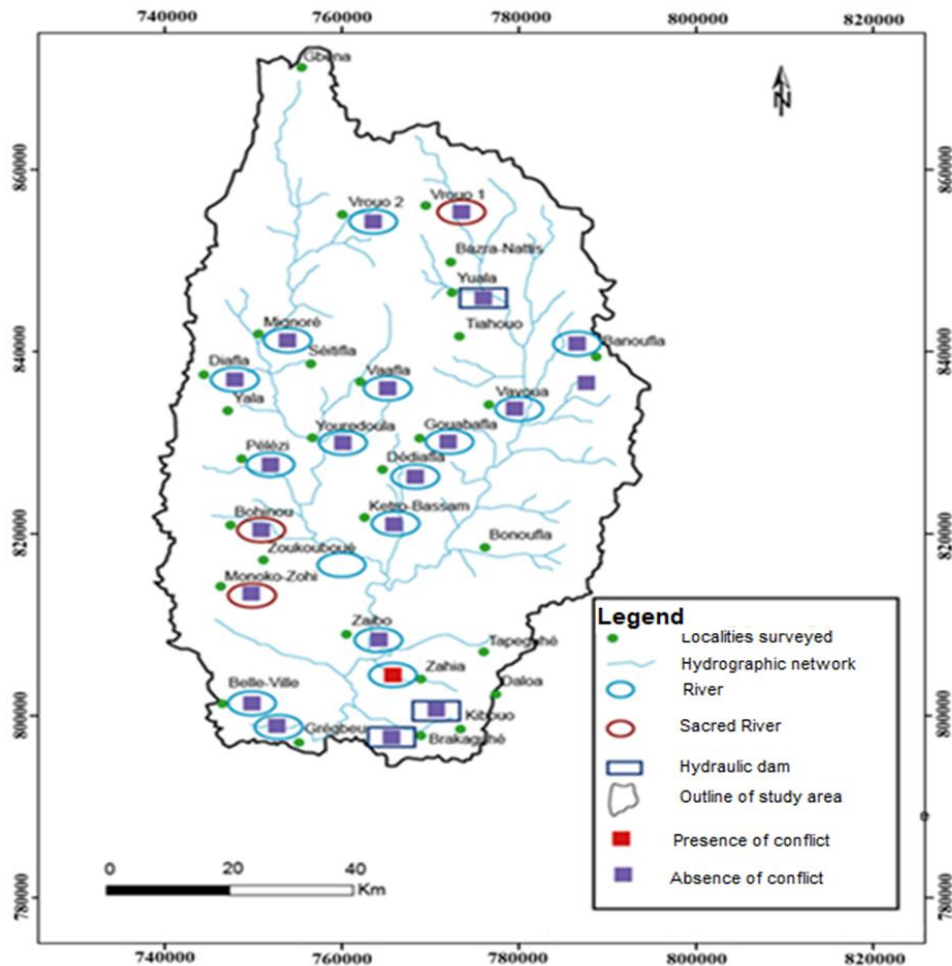 740000 760000 780000 800000 820000
Gbena
N
860000 860000
Vrouo 2 Vrouo 1
Bazra-Nattis
Yuala
Mignoré Tiahouo
840000 Séitifla Banoufla 840000
Diafla Vaafla
Yala Vavoua
Youredoula Gouabafla
Pélézi Dédiafla
Bohinou Ketro-Bassam
820000 Zoukouboué Bonoufla 820000
Monoko-Zohi
Legend
Zaibo Localities surveyed
Tapeguhé
Zahia Hydrographic network
Belle-Ville Daloa River
800000 Kibouo 800000
Grégbeu Brakaguhé
Sacred River
Hydraulic dam
Outline of study area
Presence of conflict
0 20 40
Absence of conflict
Km
780000 780000
740000 760000 780000 800000 820000